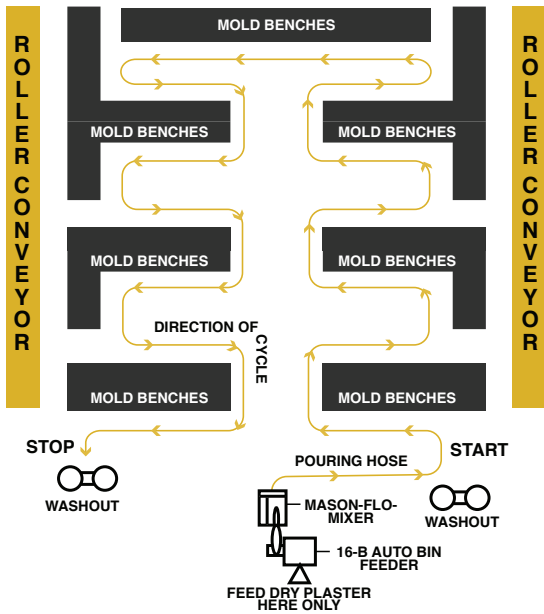 MOLD BENCHES
ROLLER CONVEYOR
ROLLER CONVEYOR
MOLD BENCHES
MOLD BENCHES
MOLD BENCHES
MOLD BENCHES
DIRECTION OF
CYCLE
MOLD BENCHES
MOLD BENCHES
STOP
START
WASHOUT
POURING HOSE
MASON-FLO-
MIXER
WASHOUT
16-B AUTO BIN
FEEDER
FEED DRY PLASTER
HERE ONLY